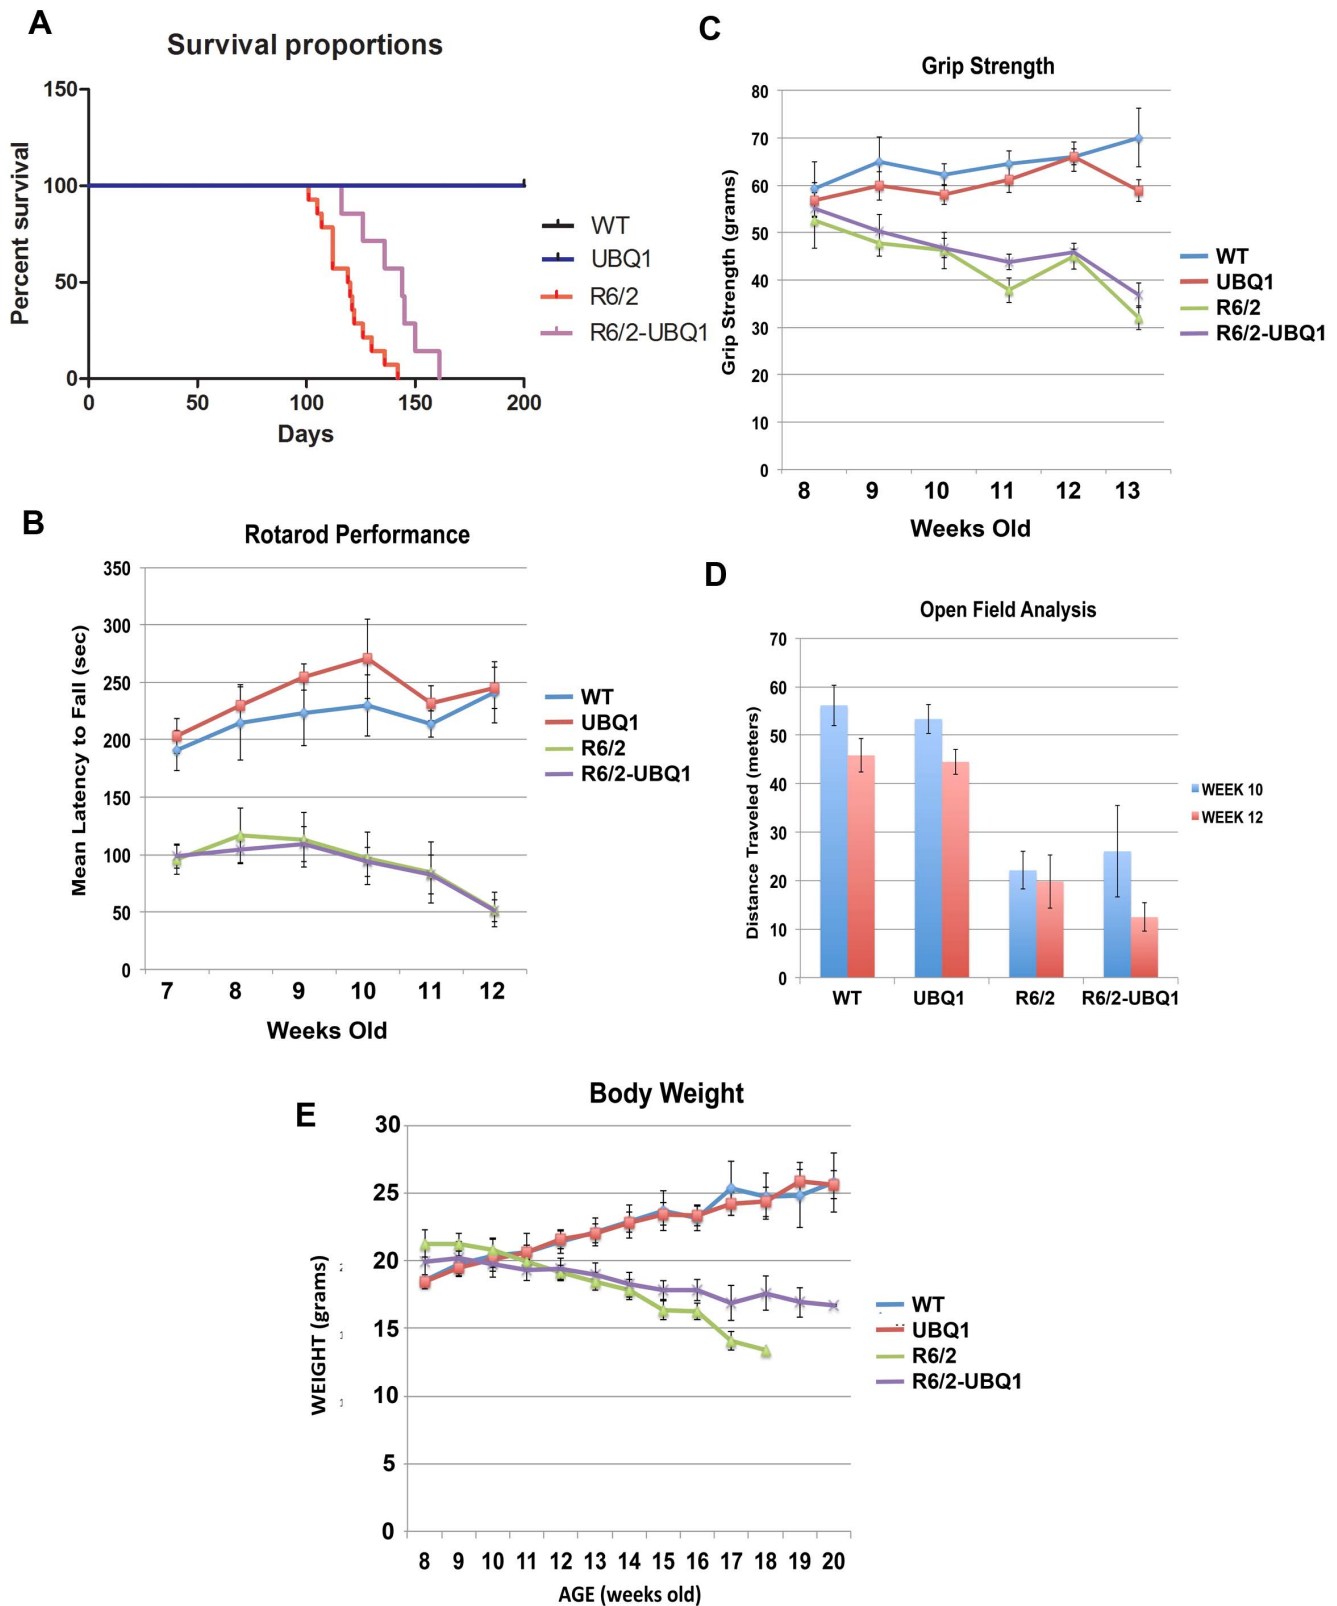 A
Survival proportions
150
100
50
0
Percent survival
0 50 100 150 200
Days
WT
UBQ1
R6/2
R6/2-UBQ1
B
Rotarod Performance
350
300
250
200
150
100
50
0
Mean Latency to Fall (sec)
7 8 9 10 11 12
Weeks Old
WT
UBQ1
R6/2
R6/2-UBQ1
C
Grip Strength
80
70
60
50
40
30
20
10
0
Grip Strength (grams)
8 9 10 11 12 13
Weeks Old
WT
UBQ1
R6/2
R6/2-UBQ1
D
Open Field Analysis
70
60
50
40
30
20
10
0
Distance Traveled (meters)
WT UBQ1 R6/2 R6/2-UBQ1
WEEK 10
WEEK 12
E
Body Weight
30
25
20
15
10
5
0
WEIGHT (grams)
8 9 10 11 12 13 14 15 16 17 18 19 20
AGE (weeks old)
WT
UBQ1
R6/2
R6/2-UBQ1